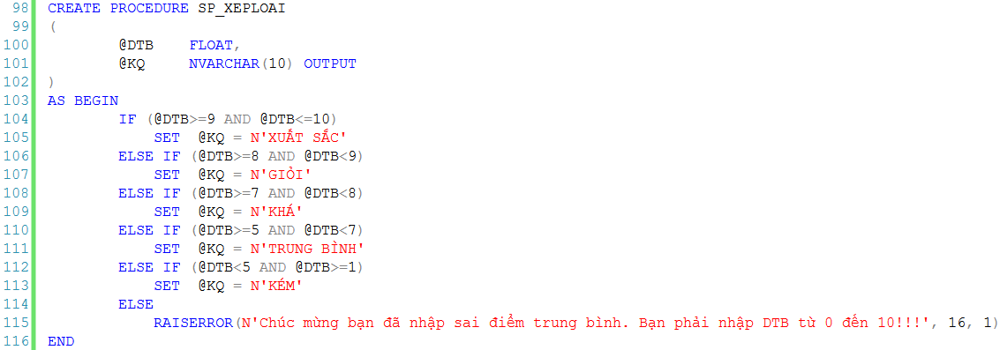 98 CREATE PROCEDURE SP_XEPLOAI
99 (
100 @DTB FLOAT,
101 @KQ NVARCHAR(10) OUTPUT
102 )
103 AS BEGIN
104 IF (@DTB>=9 AND @DTB<=10)
105 SET @KQ = N'XUẤT SẮC'
106 ELSE IF (@DTB>=8 AND @DTB<9)
107 SET @KQ = N'GIỎI'
108 ELSE IF (@DTB>=7 AND @DTB<8)
109 SET @KQ = N'KHÁ'
110 ELSE IF (@DTB>=5 AND @DTB<7)
111 SET @KQ = N'TRUNG BÌNH'
112 ELSE IF (@DTB<5 AND @DTB>=1)
113 SET @KQ = N'KÉM'
114 ELSE
115 RAISERROR(N'Chúc mừng bạn đã nhập sai điểm trung bình. Bạn phải nhập DTB từ 0 đến 10!!!', 16, 1)
116 END